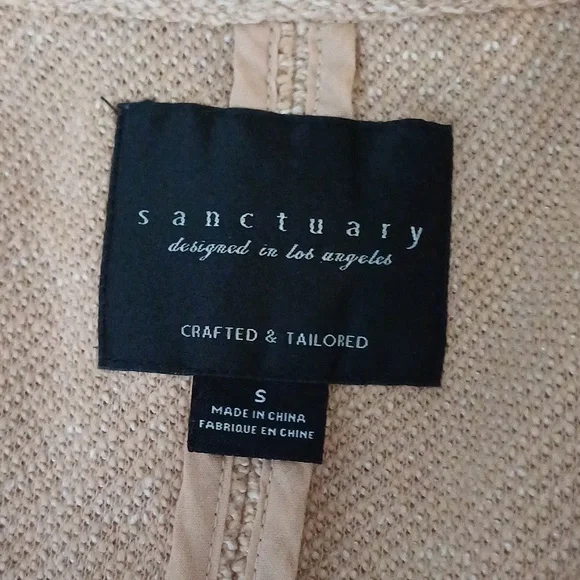 sanctuary
designed in los angeles
CRAFTED & TAILORED
S
MADE IN CHINA
FABRIQUE EN CHINE